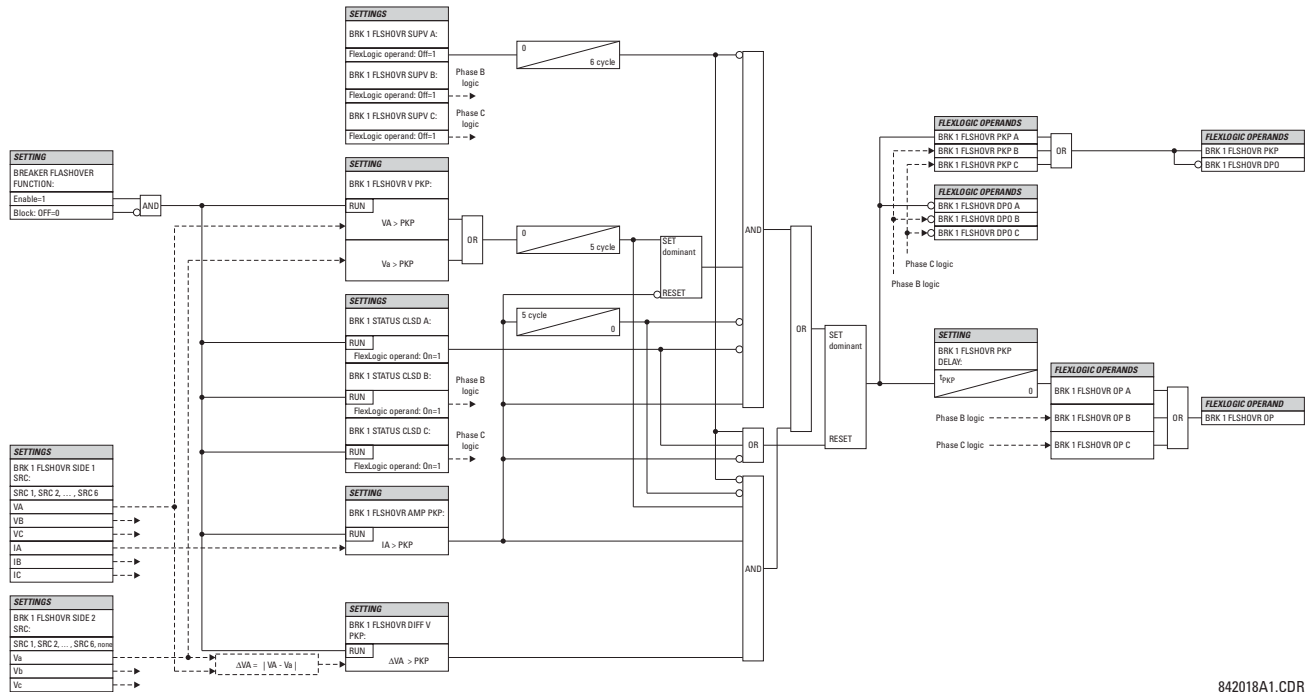 SETTING
BREAKER FLASHOVER
FUNCTION:
Enable=1
Block: OFF=0
AND
SETTINGS
BRK 1 FLSHOVR SIDE 1
SRC:
SRC 1, SRC 2, ... , SRC 6
VA
VB
VC
IA
IB
IC
SETTINGS
BRK 1 FLSHOVR SIDE 2
SRC:
SRC 1, SRC 2, ... , SRC 6, none
Va
Vb
Vc
ΔVA = | VA - Va |
SETTINGS
BRK 1 FLSHOVR SUPV A:
FlexLogic operand: Off=1
BRK 1 FLSHOVR SUPV B:
FlexLogic operand: Off=1
BRK 1 FLSHOVR SUPV C:
FlexLogic operand: Off=1
Phase B
logic
Phase C
logic
SETTING
BRK 1 FLSHOVR V PKP:
RUN
VA > PKP
Va > PKP
OR
SETTINGS
BRK 1 STATUS CLSD A:
RUN
FlexLogic operand: On=1
BRK 1 STATUS CLSD B:
RUN
FlexLogic operand: On=1
BRK 1 STATUS CLSD C:
RUN
FlexLogic operand: On=1
Phase B
logic
Phase C
logic
SETTING
BRK 1 FLSHOVR AMP PKP:
RUN
IA > PKP
SETTING
BRK 1 FLSHOVR DIFF V
PKP:
RUN
ΔVA > PKP
0
6 cycle
0
5 cycle
SET
dominant
RESET
5 cycle
0
AND
OR
AND
OR
SET
dominant
RESET
FLEXLOGIC OPERANDS
BRK 1 FLSHOVR PKP A
BRK 1 FLSHOVR PKP B
BRK 1 FLSHOVR PKP C
OR
FLEXLOGIC OPERANDS
BRK 1 FLSHOVR PKP
BRK 1 FLSHOVR DPO
FLEXLOGIC OPERANDS
BRK 1 FLSHOVR DPO A
BRK 1 FLSHOVR DPO B
BRK 1 FLSHOVR DPO C
Phase C logic
Phase B logic
SETTING
BRK 1 FLSHOVR PKP
DELAY:
tPKP
0
FLEXLOGIC OPERANDS
BRK 1 FLSHOVR OP A
BRK 1 FLSHOVR OP B
BRK 1 FLSHOVR OP C
Phase B logic
Phase C logic
OR
FLEXLOGIC OPERAND
BRK 1 FLSHOVR OP
842018A1.CDR